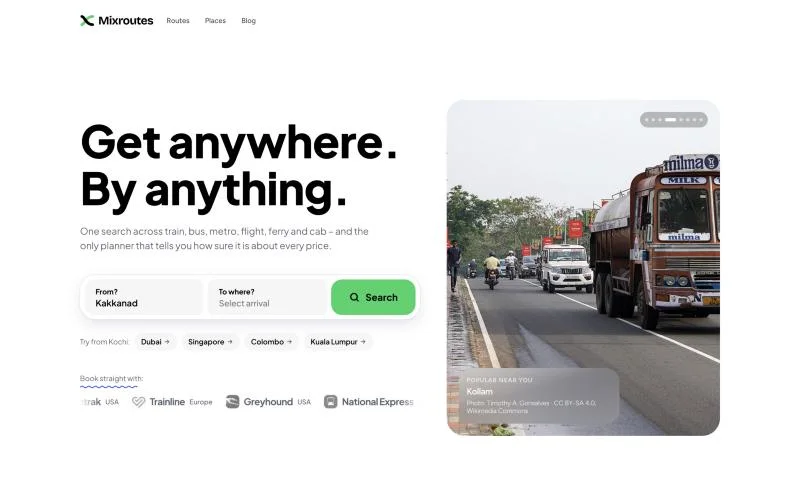 Mixroutes
Routes
Places
Blog
Get anywhere.
By anything.
One search across train, bus, metro, flight, ferry and cab – and the
only planner that tells you how sure it is about every price.
From?
Kakkanad
To where?
Select arrival
Search
Try from Kochi:
Dubai →
Singapore →
Colombo →
Kuala Lumpur →
Book straight with:
trak USA
Trainline Europe
Greyhound USA
National Express
milma
MILK
milma
POPULAR NEAR YOU
Kollam
Photo: Timothy A. Gonsalves · CC BY-SA 4.0,
Wikimedia Commons